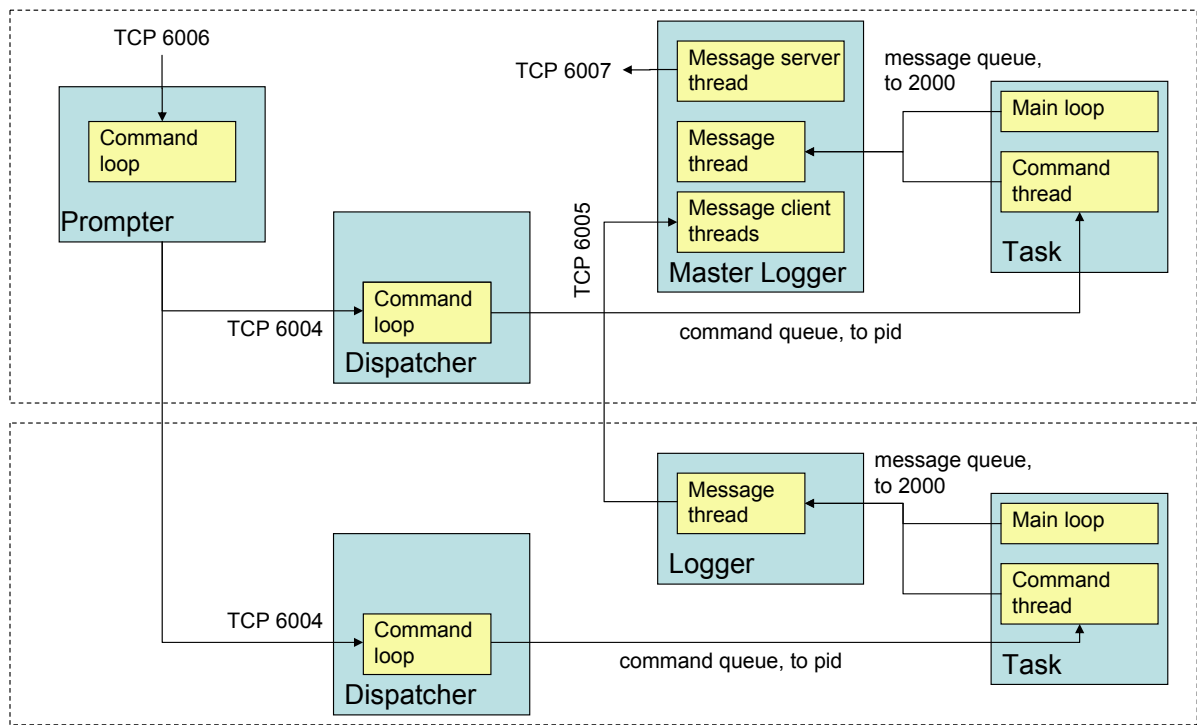 TCP 6006
Command
loop
Prompter
TCP 6004
Command
loop
Dispatcher
TCP 6007
Message server
thread
Message
thread
Message client
threads
Master Logger
TCP 6005
message queue,
to 2000
Main loop
Command
thread
Task
command queue, to pid
TCP 6004
Command
loop
Dispatcher
Message
thread
Logger
message queue,
to 2000
Main loop
Command
thread
Task
command queue, to pid